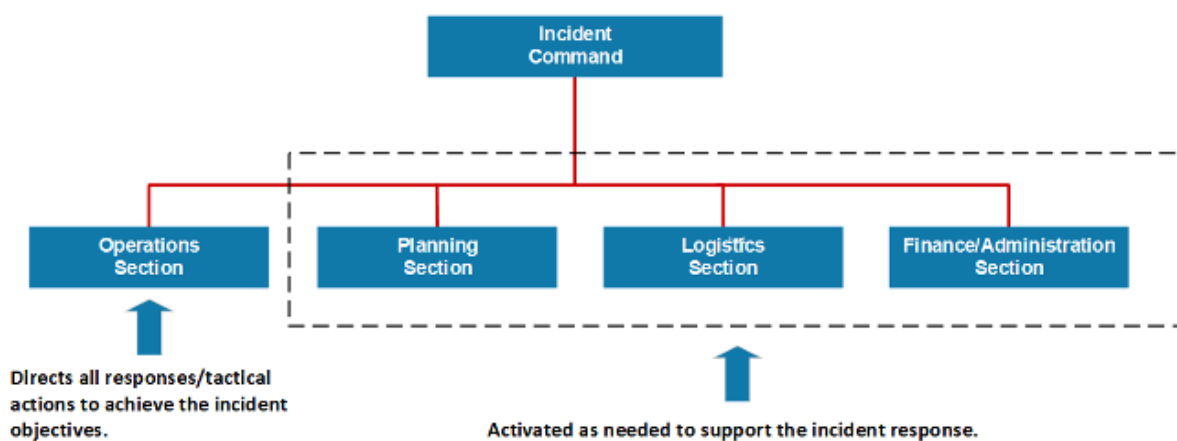 Incident
Command
Operations
Section
Planning
Section
Logistics
Section
Finance/Administration
Section
Directs all responses/tactical
actions to achieve the incident
objectives.
Activated as needed to support the incident response.